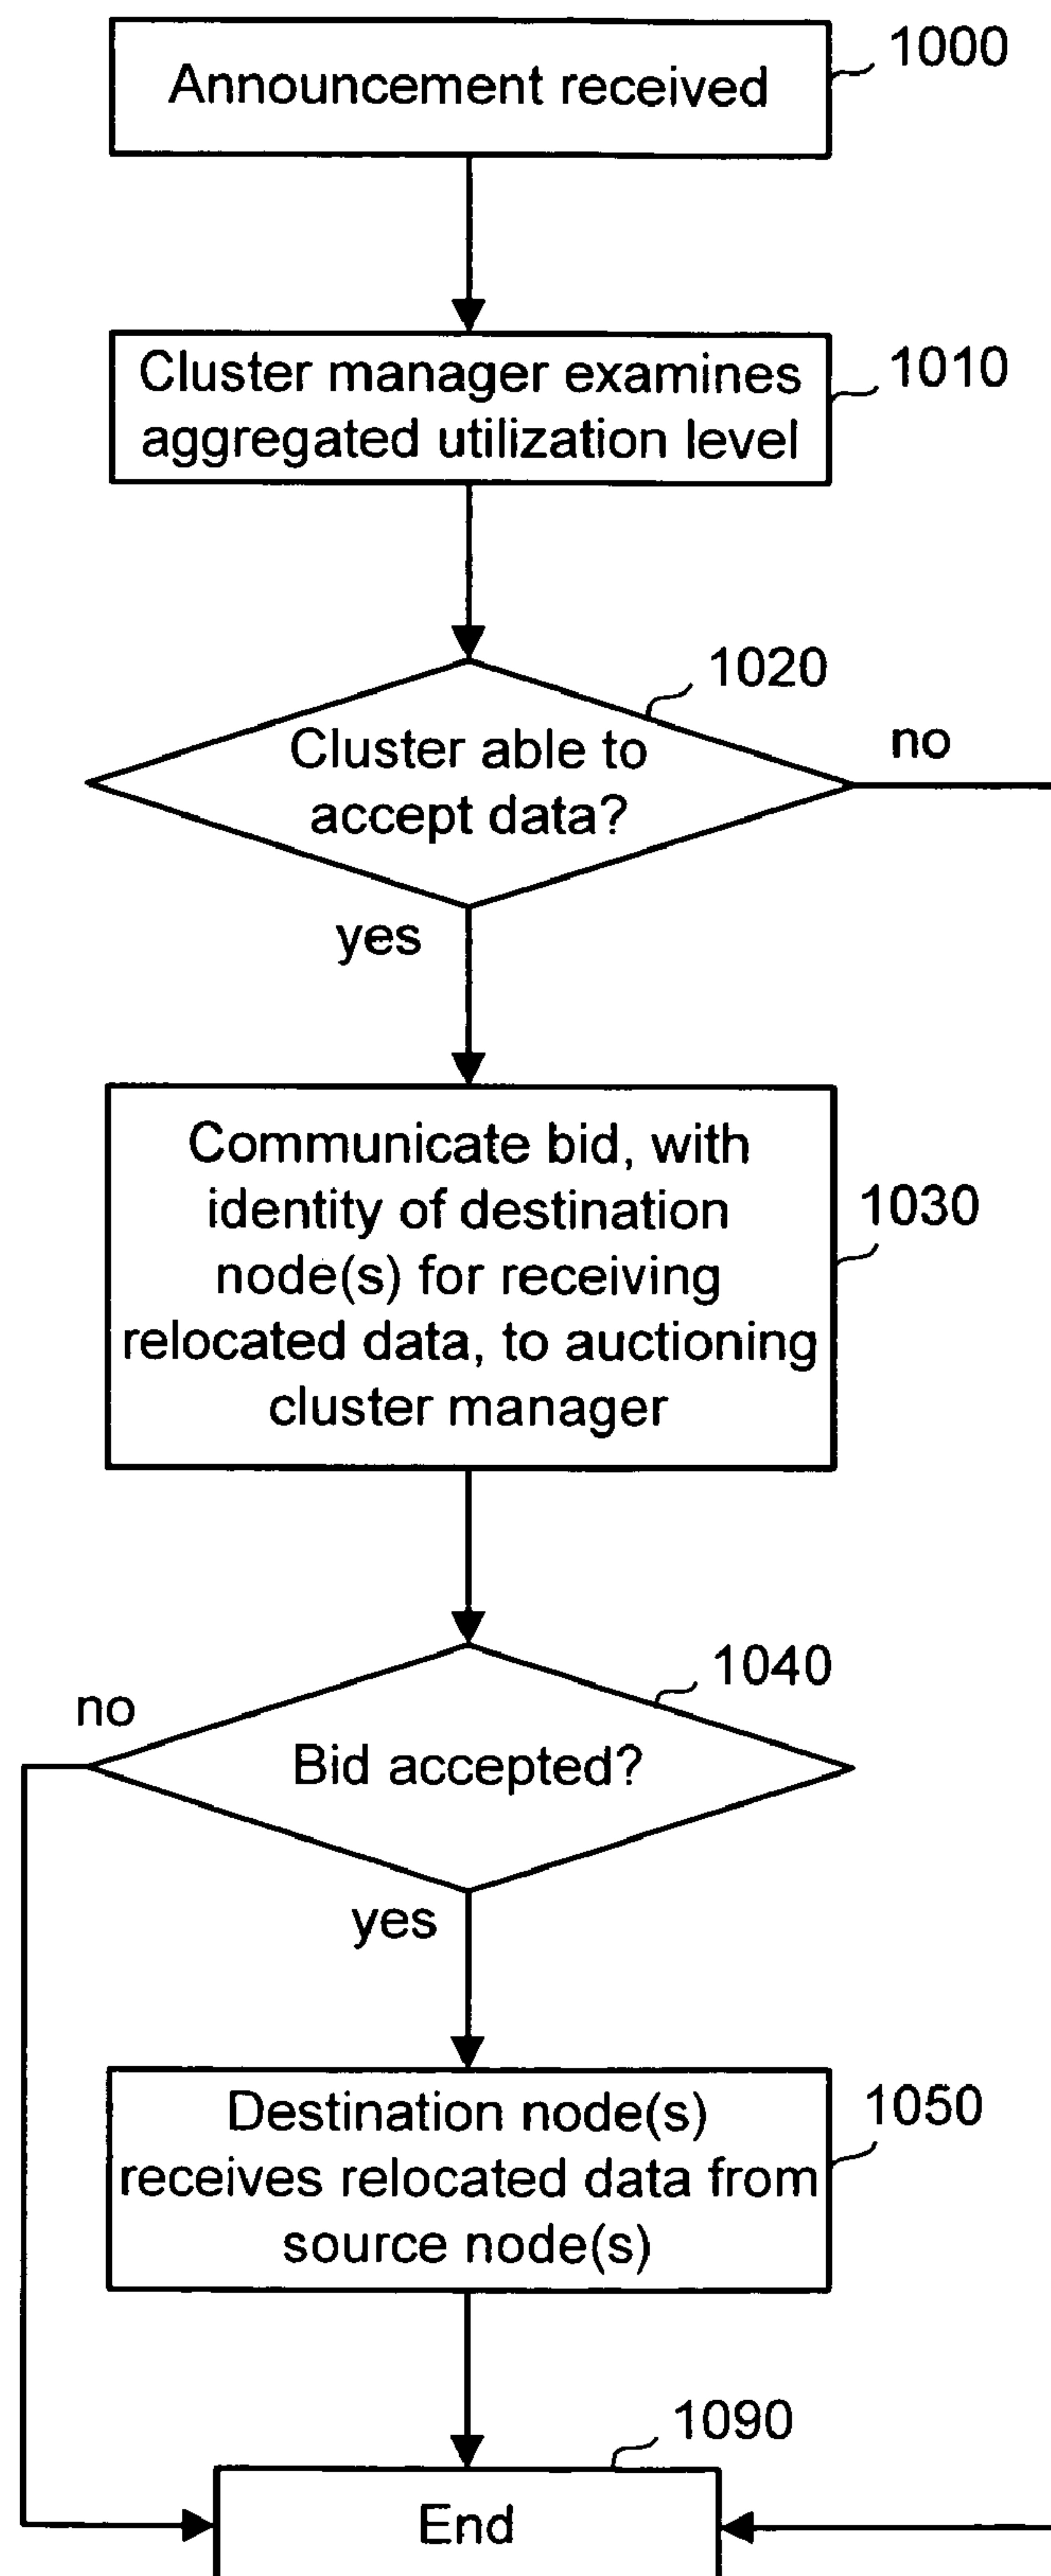 Announcement received
1000
Cluster manager examines
aggregated utilization level
1010
1020
Cluster able to
accept data?
no
yes
Communicate bid, with
identity of destination
node(s) for receiving
relocated data, to auctioning
cluster manager
1030
1040
no
Bid accepted?
yes
Destination node(s)
receives relocated data from
source node(s)
1050
1090
End